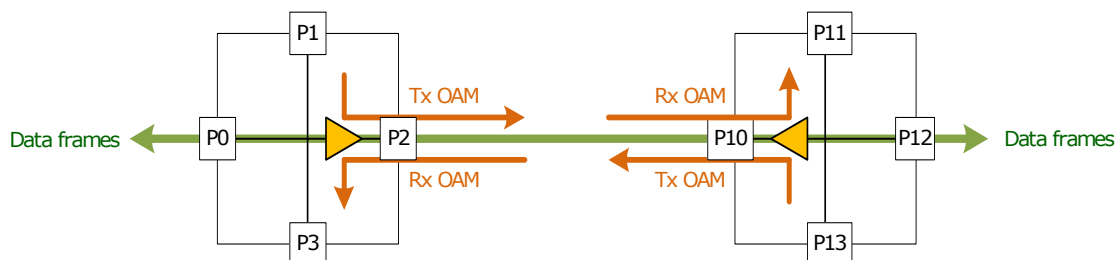 P1
P11
Tx OAM
Rx OAM
Data frames
P0
P2
P10
P12
Data frames
Rx OAM
Tx OAM
P3
P13